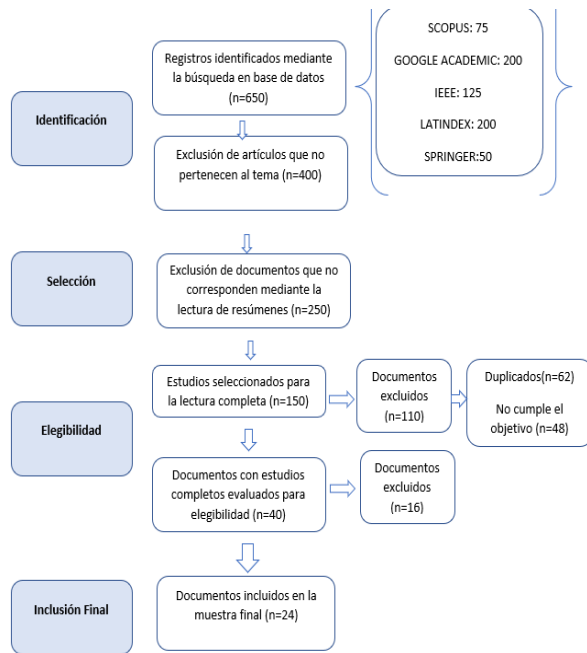 Identificación
Registros identificados mediante
la búsqueda en base de datos
(n=650)
SCOPUS: 75
GOOGLE ACADEMIC: 200
IEEE: 125
LATINDEX: 200
SPRINGER:50
Exclusión de artículos que no
pertenecen al tema (n=400)
Selección
Exclusión de documentos que no
corresponden mediante la
lectura de resúmenes (n=250)
Elegibilidad
Estudios seleccionados para
la lectura completa (n=150)
Documentos
excluidos
(n=110)
Duplicados(n=62)
No cumple el
objetivo (n=48)
Documentos con estudios
completos evaluados para
elegibilidad (n=40)
Documentos
excluidos
(n=16)
Inclusión Final
Documentos incluidos en la
muestra final (n=24)